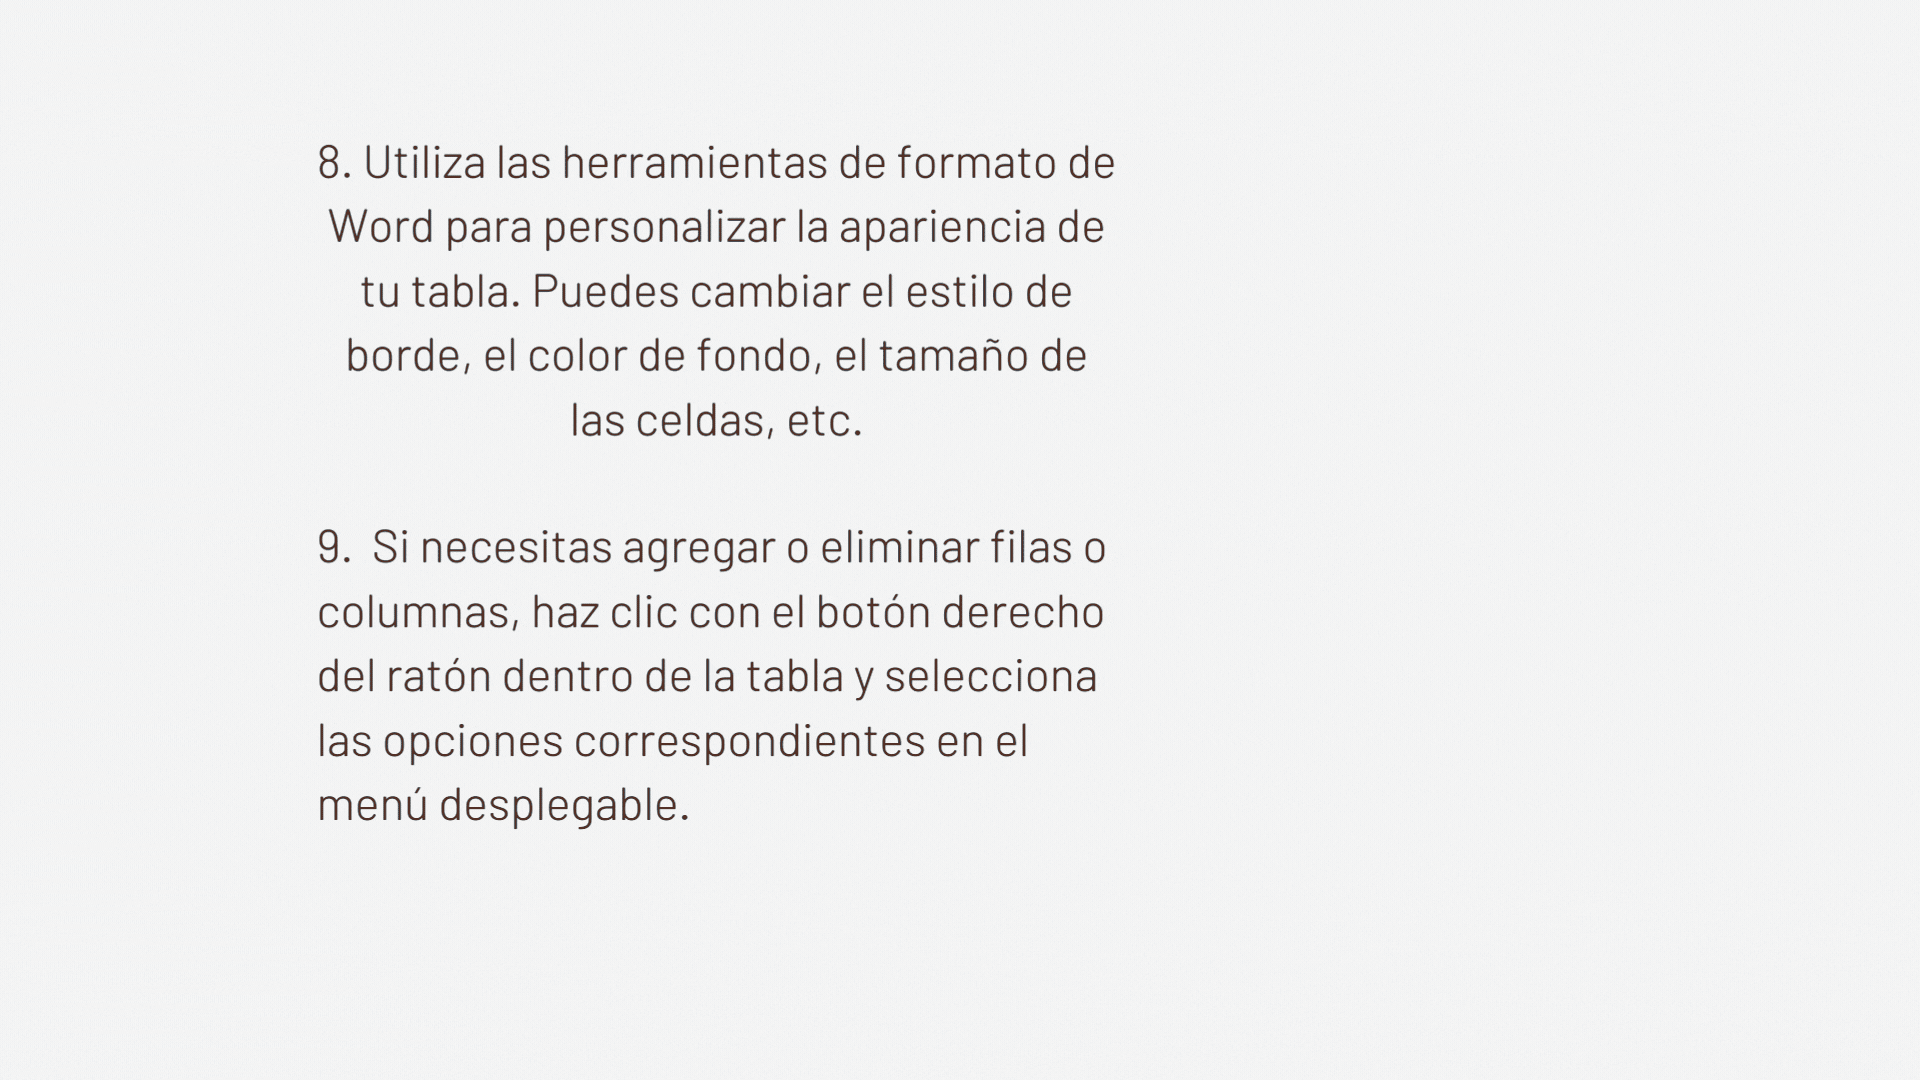 8. Utiliza las herramientas de formato de
Word para personalizar la apariencia de
tu tabla. Puedes cambiar el estilo de
borde, el color de fondo, el tamaño de
las celdas, etc.
9.  Si necesitas agregar o eliminar filas o
columnas, haz clic con el botón derecho
del ratón dentro de la tabla y selecciona
las opciones correspondientes en el
menú desplegable.